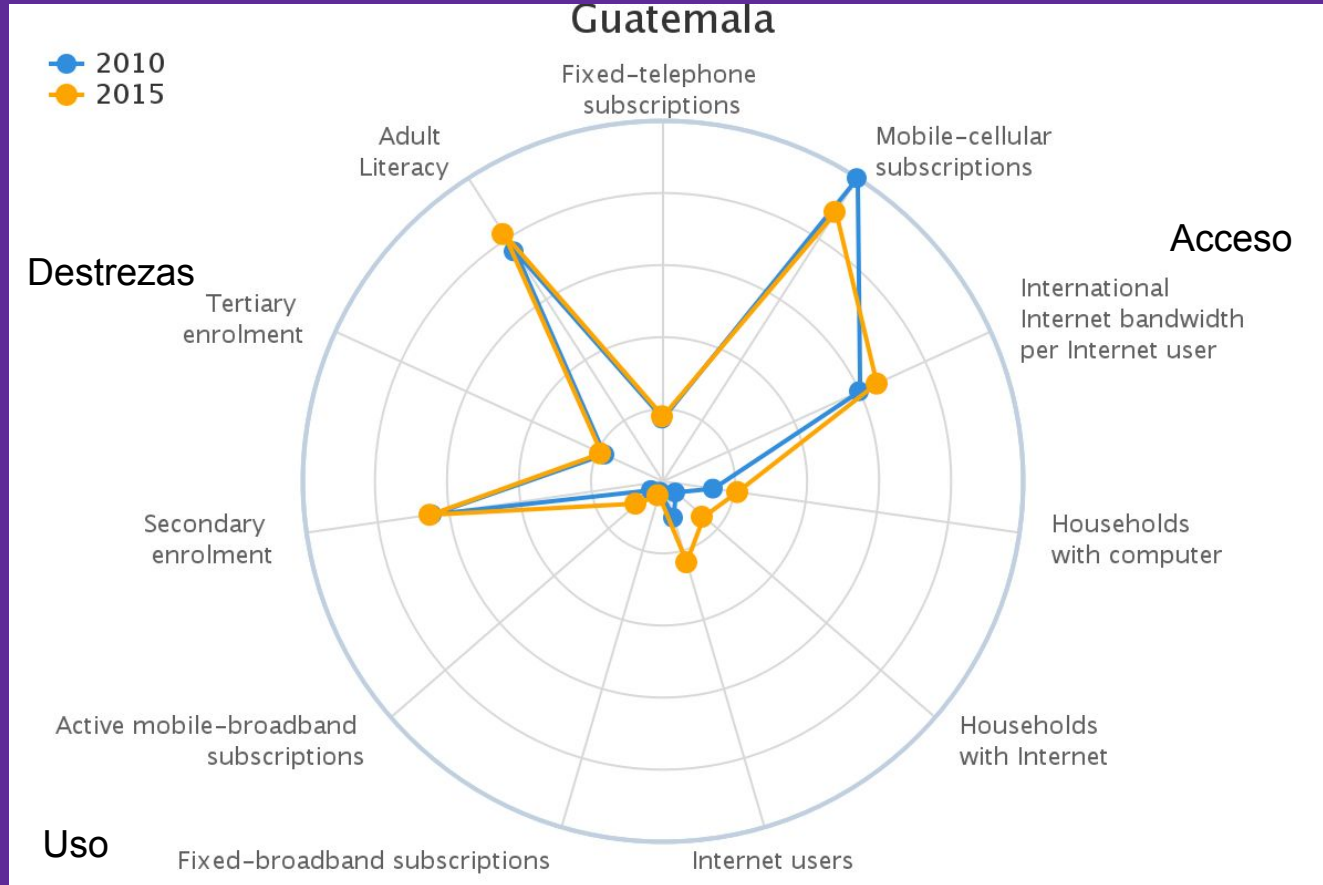 Guatemala
2010
2015
Fixed-telephone
subscriptions
Adult
Literacy
Mobile-cellular
subscriptions
Acceso
Destrezas
Tertiary
enrolment
International
Internet bandwidth
per Internet user
Secondary
enrolment
Households
with computer
Active mobile-broadband
subscriptions
Households
with Internet
Uso
Fixed-broadband subscriptions
Internet users